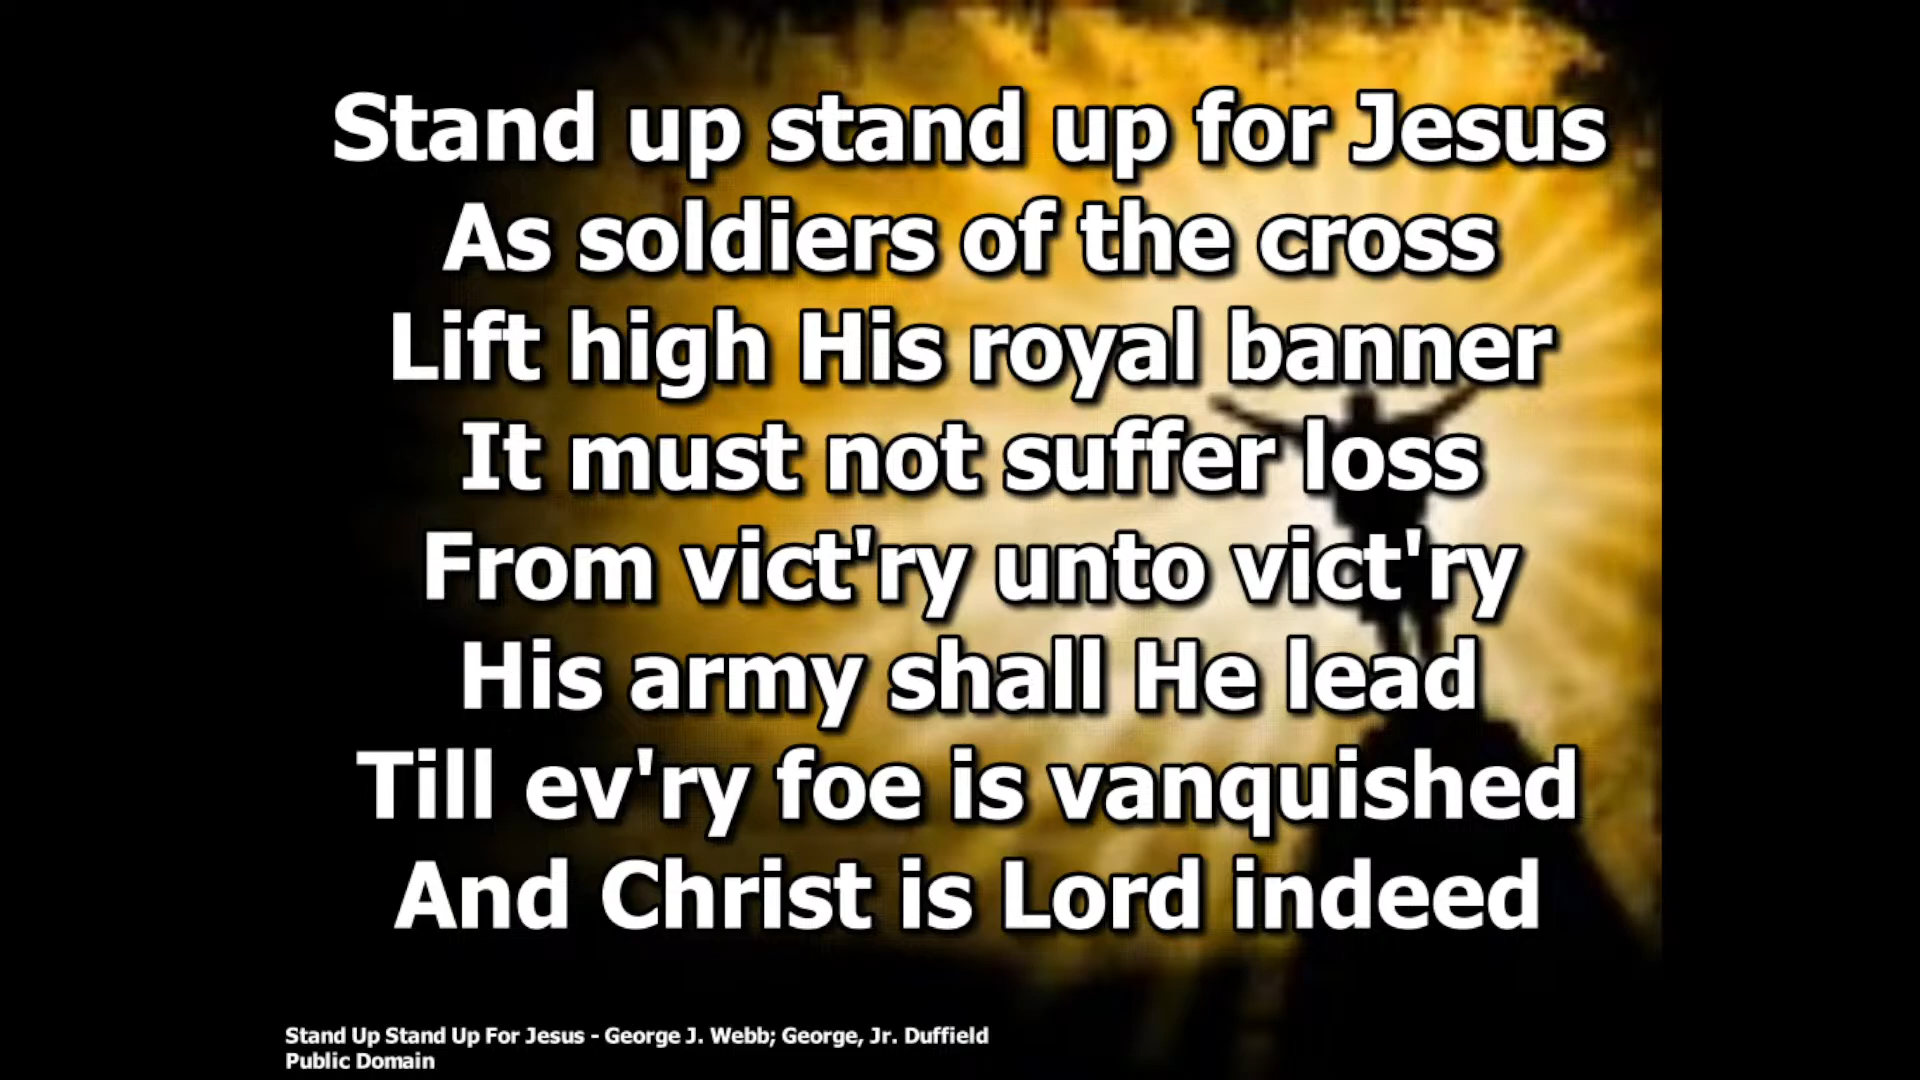 Stand up stand up for Jesus
As soldiers of the cross
Lift high His royal banner
It must not suffer loss
From vict'ry unto vict'ry
His army shall He lead
Till ev'ry foe is vanquished
And Christ is Lord indeed
Stand Up Stand Up For Jesus - George J. Webb; George, Jr. Duffield
Public Domain